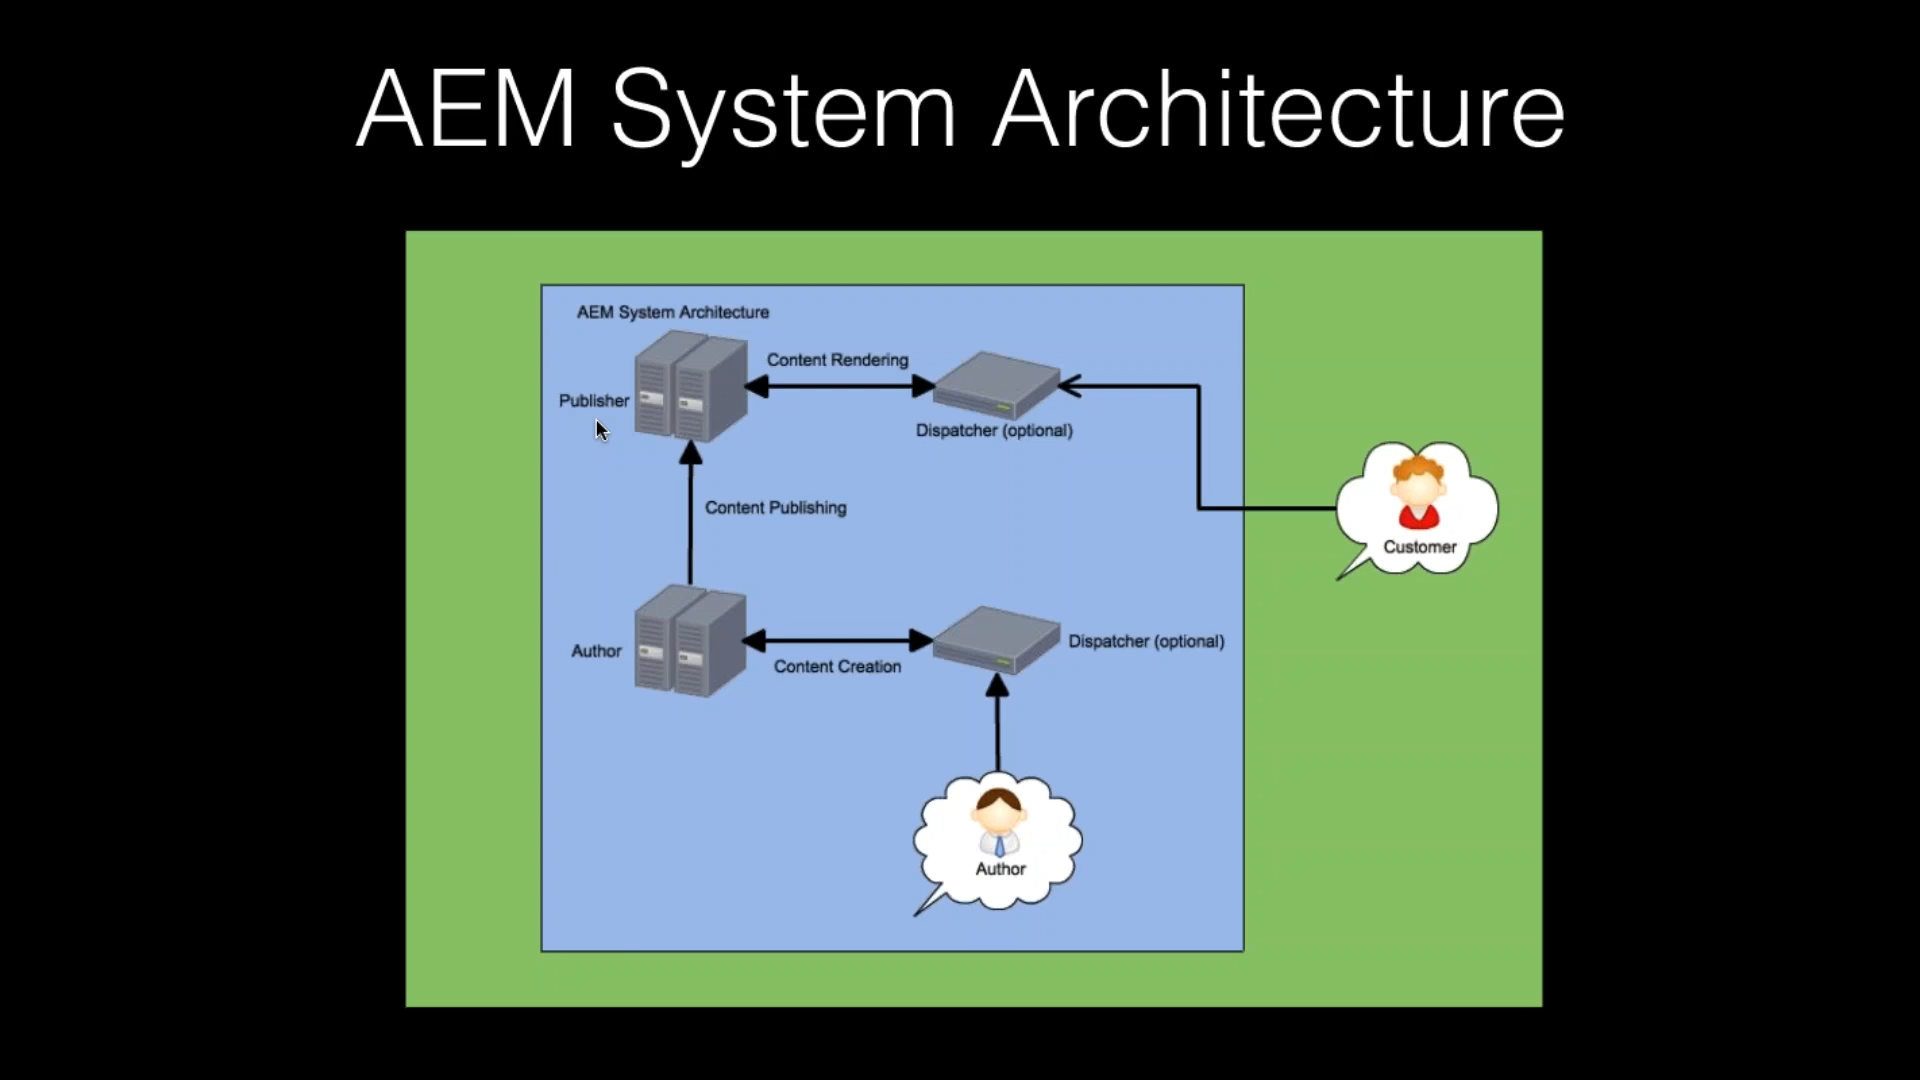 AEM System Architecture
AEM System Architecture
Content Rendering
Publisher
Dispatcher (optional)
Content Publishing
Customer
Author
Dispatcher (optional)
Content Creation
Author